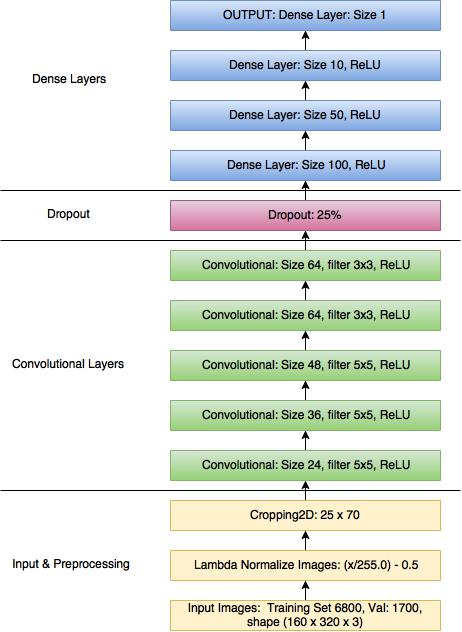 OUTPUT: Dense Layer: Size 1
Dense Layers
Dense Layer: Size 10, ReLU
Dense Layer: Size 50, ReLU
Dense Layer: Size 100, ReLU
Dropout
Dropout: 25%
Convolutional: Size 64, filter 3x3, ReLU
Convolutional: Size 64, filter 3x3, ReLU
Convolutional Layers
Convolutional: Size 48, filter 5x5, ReLU
Convolutional: Size 36, filter 5x5, ReLU
Convolutional: Size 24, filter 5x5, ReLU
Cropping2D: 25 x 70
Input & Preprocessing
Lambda Normalize Images: (x/255.0) - 0.5
Input Images: Training Set 6800, Val: 1700,
shape (160 x 320 x 3)